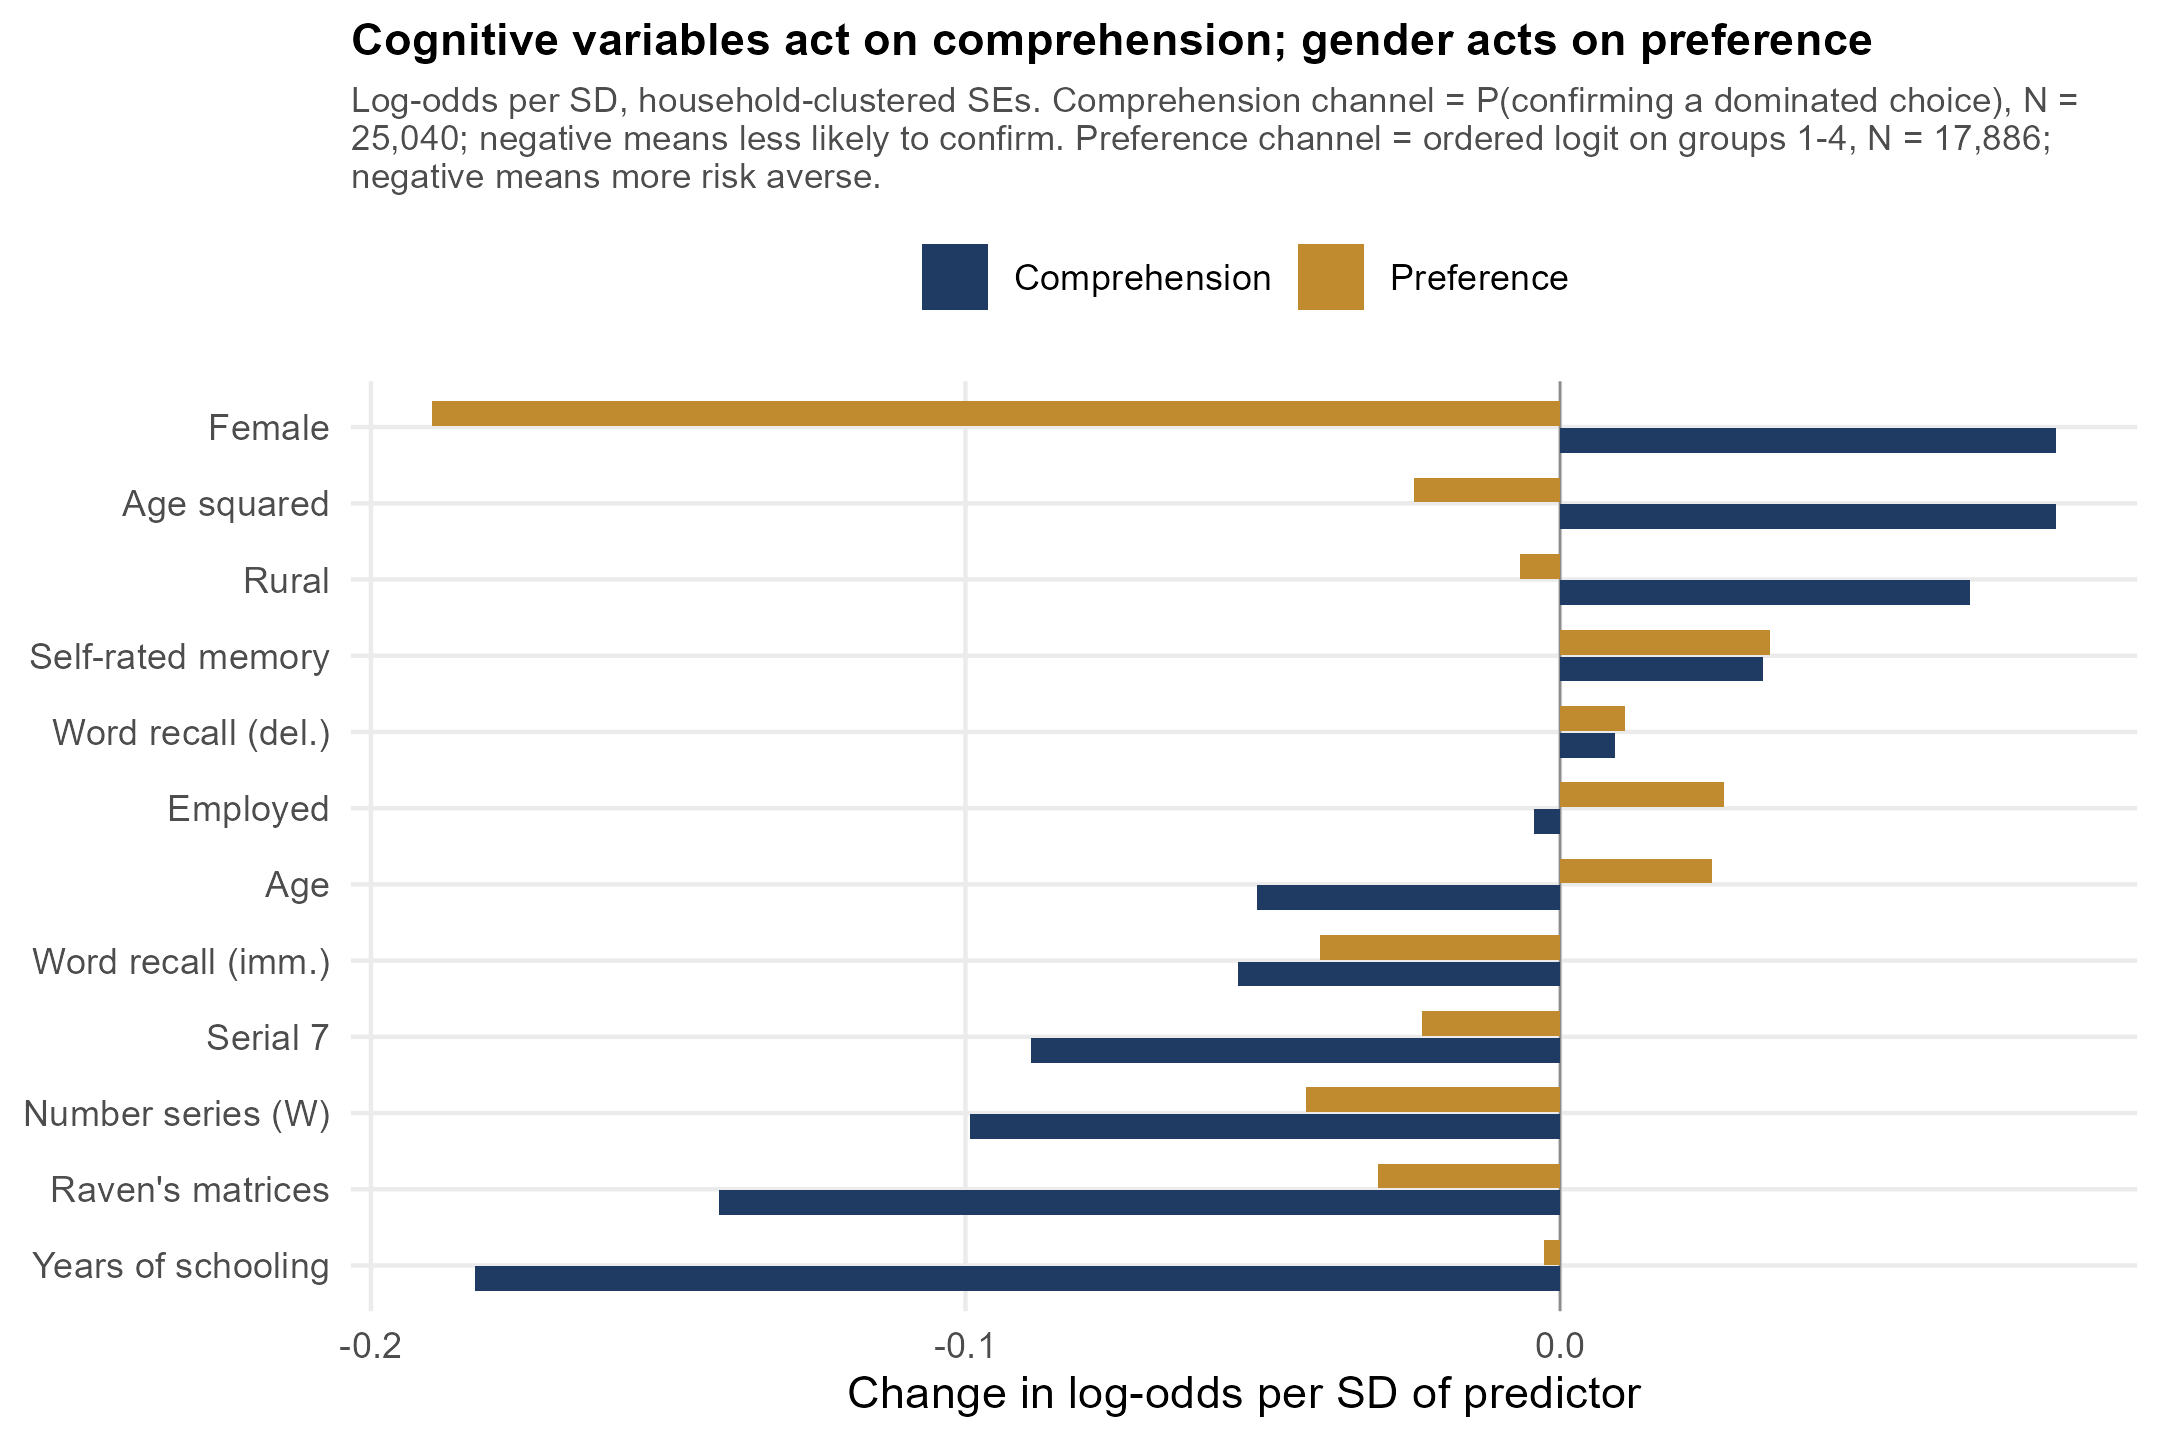 Cognitive variables act on comprehension; gender acts on preference
Log-odds per SD, household-clustered SEs. Comprehension channel = P(confirming a dominated choice), N =
25,040; negative means less likely to confirm. Preference channel = ordered logit on groups 1-4, N = 17,886;
negative means more risk averse.
Comprehension
Preference
Female
Age squared
Rural
Self-rated memory
Word recall (del.)
Employed
Age
Word recall (imm.)
Serial 7
Number series (W)
Raven's matrices
Years of schooling
-0.2
-0.1
0.0
Change in log-odds per SD of predictor